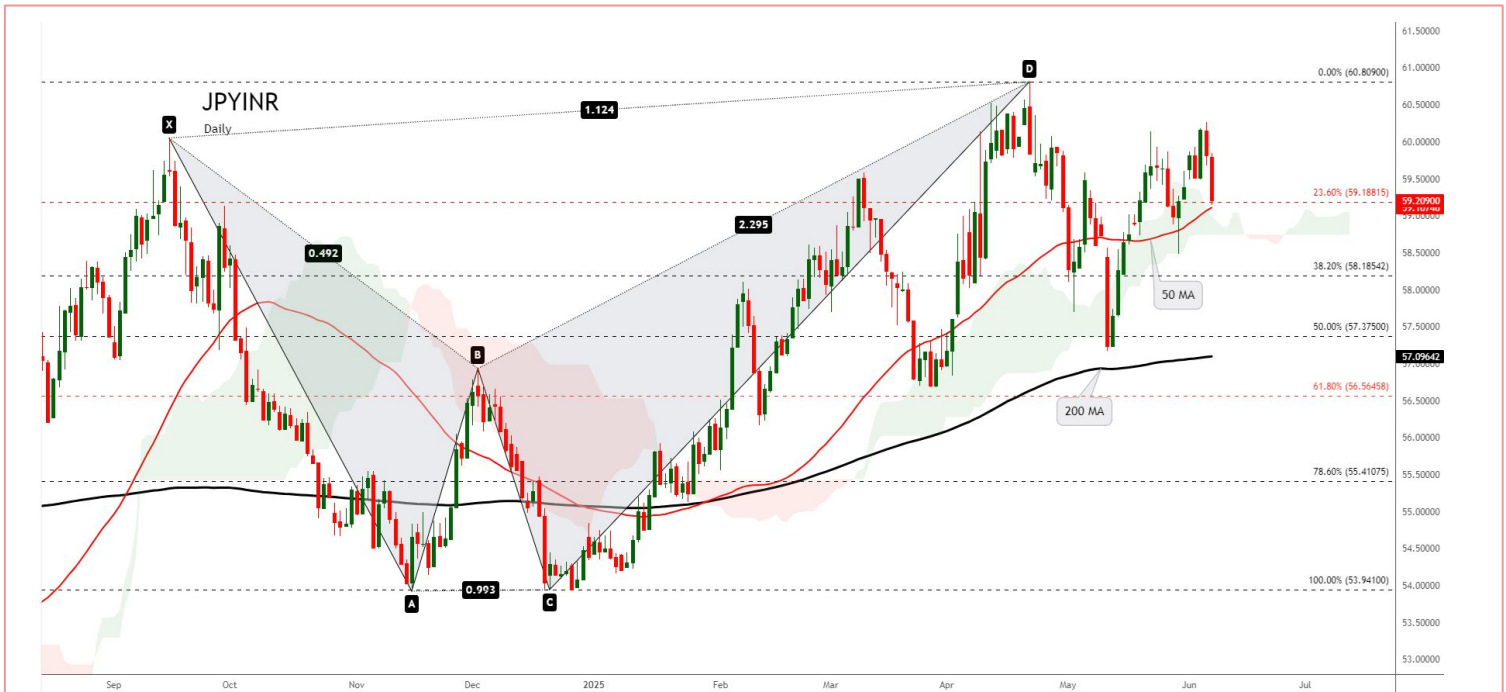 JPYINR
Daily
X
A
B
C
D
1.124
0.492
2.295
0.993
50 MA
200 MA
0.00% (60.80900)
23.60% (59.18815)
38.20% (58.18542)
50.00% (57.37500)
61.80% (56.56458)
78.60% (55.41075)
100.00% (53.94100)
61.50000
61.00000
60.50000
60.00000
59.50000
59.20900
59.10740
59.00000
58.50000
58.00000
57.50000
57.09642
57.00000
56.50000
56.00000
55.50000
55.00000
54.50000
54.00000
53.50000
53.00000
Sep
Oct
Nov
Dec
2025
Feb
Mar
Apr
May
Jun
Jul